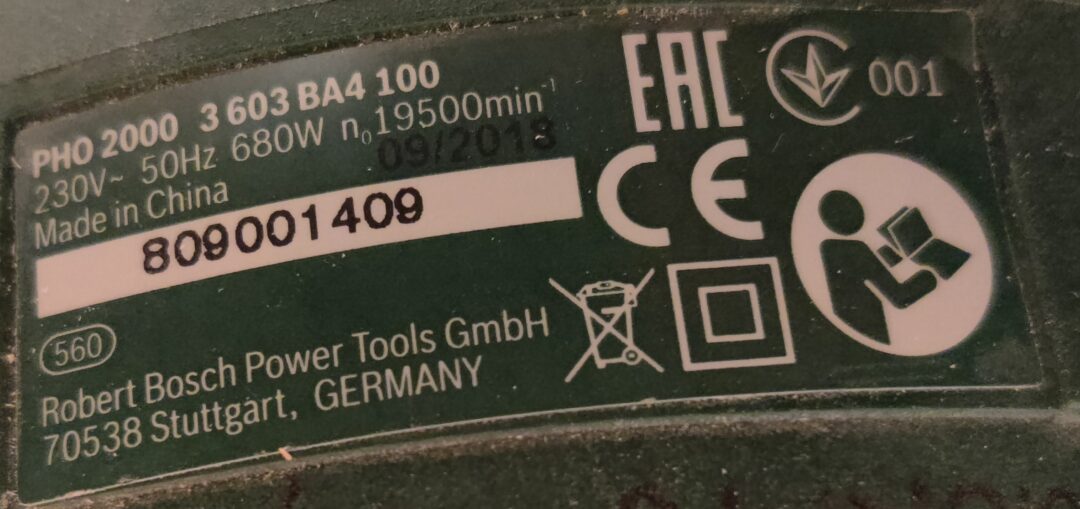 PHO 2000 3 603 BA4 100
230V~ 50Hz 680W n₀19500min⁻¹
Made in China
09/2018
809001409
560
Robert Bosch Power Tools GmbH
70538 Stuttgart, GERMANY
EAC
001
CE